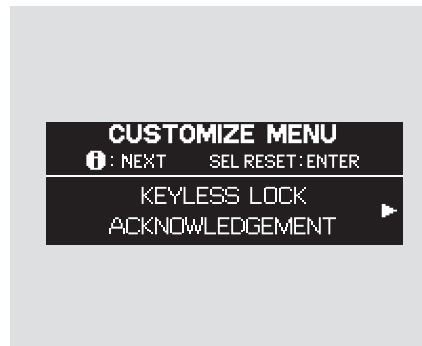 CUSTOMIZE MENU
i : NEXT SEL RESET : ENTER
KEYLESS LOCK
ACKNOWLEDGEMENT